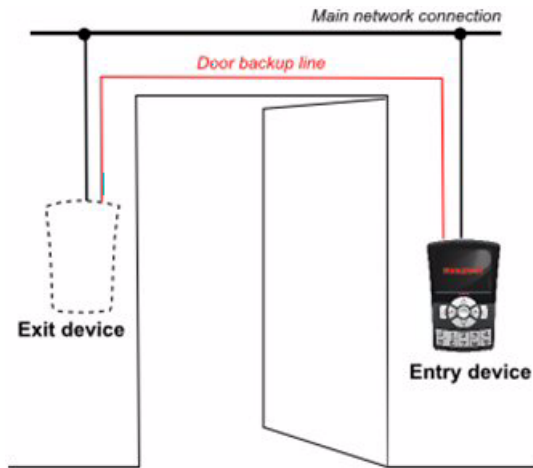 Main network connection
Door backup line
Exit device
Entry device